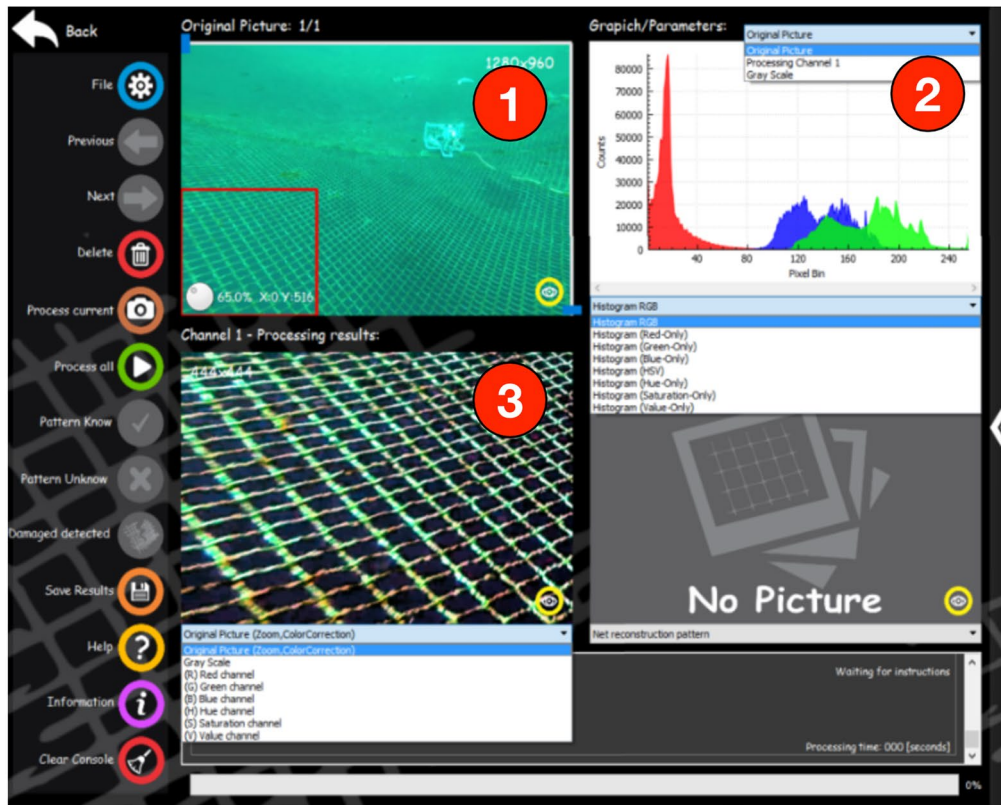 Back
Original Picture: 1/1
Grapich/Parameters:
Original Picture
Original Picture
Processing Channel 1
Gray Scale
File
Previous
Next
Delete
Process current
Process all
Pattern Know
Pattern Unknow
Damaged detected
Save Results
Help
Information
Clear Console
1280x960
1
65.0% X:0 Y:516
2
80000
70000
60000
50000
40000
30000
20000
10000
0
Counts
40
80
120
160
200
240
Pixel Bin
Histogram RGB
Histogram RGB
Histogram (Red-Only)
Histogram (Green-Only)
Histogram (Blue-Only)
Histogram (HSV)
Histogram (Hue-Only)
Histogram (Saturation-Only)
Histogram (Value-Only)
Channel 1 - Processing results:
444x444
3
No Picture
Original Picture (Zoom,ColorCorrection)
Original Picture (Zoom,ColorCorrection)
Gray Scale
(R) Red channel
(G) Green channel
(B) Blue channel
(H) Hue channel
(S) Saturation channel
(V) Value channel
Net reconstruction pattern
Waiting for instructions
Processing time: 000 [seconds]
0%